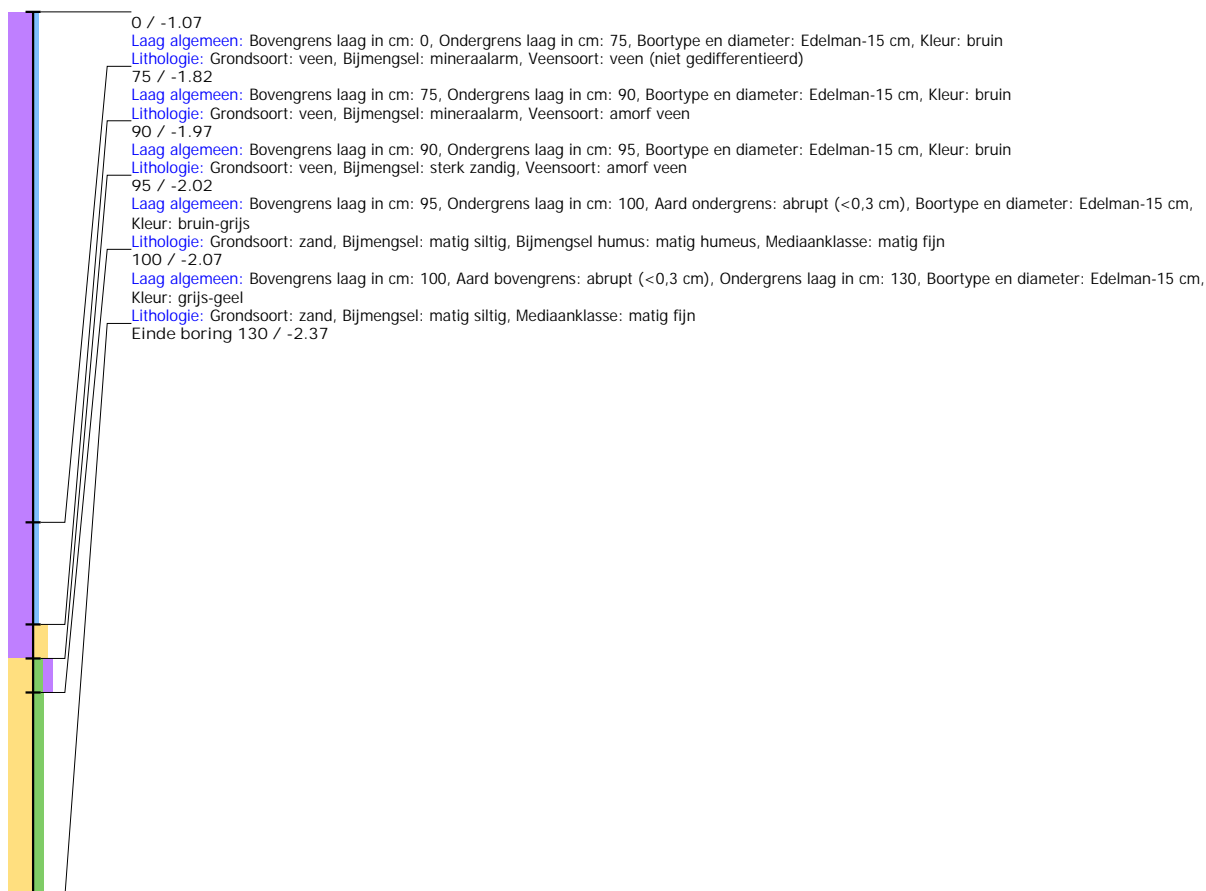 0 / -1.07
Laag algemeen: Bovengrens laag in cm: 0, Ondergrens laag in cm: 75, Boortype en diameter: Edelman-15 cm, Kleur: bruin
Lithologie: Grondsoort: veen, Bijmengsel: mineraalarm, Veensoort: veen (niet gedifferentieerd)
75 / -1.82
Laag algemeen: Bovengrens laag in cm: 75, Ondergrens laag in cm: 90, Boortype en diameter: Edelman-15 cm, Kleur: bruin
Lithologie: Grondsoort: veen, Bijmengsel: mineraalarm, Veensoort: amorf veen
90 / -1.97
Laag algemeen: Bovengrens laag in cm: 90, Ondergrens laag in cm: 95, Boortype en diameter: Edelman-15 cm, Kleur: bruin
Lithologie: Grondsoort: veen, Bijmengsel: sterk zandig, Veensoort: amorf veen
95 / -2.02
Laag algemeen: Bovengrens laag in cm: 95, Ondergrens laag in cm: 100, Aard ondergrens: abrupt (<0,3 cm), Boortype en diameter: Edelman-15 cm,
Kleur: bruin-grijs
Lithologie: Grondsoort: zand, Bijmengsel: matig siltig, Bijmengsel humus: matig humeus, Mediaanklasse: matig fijn
100 / -2.07
Laag algemeen: Bovengrens laag in cm: 100, Aard bovengrens: abrupt (<0,3 cm), Ondergrens laag in cm: 130, Boortype en diameter: Edelman-15 cm,
Kleur: grijs-geel
Lithologie: Grondsoort: zand, Bijmengsel: matig siltig, Mediaanklasse: matig fijn
Einde boring 130 / -2.37